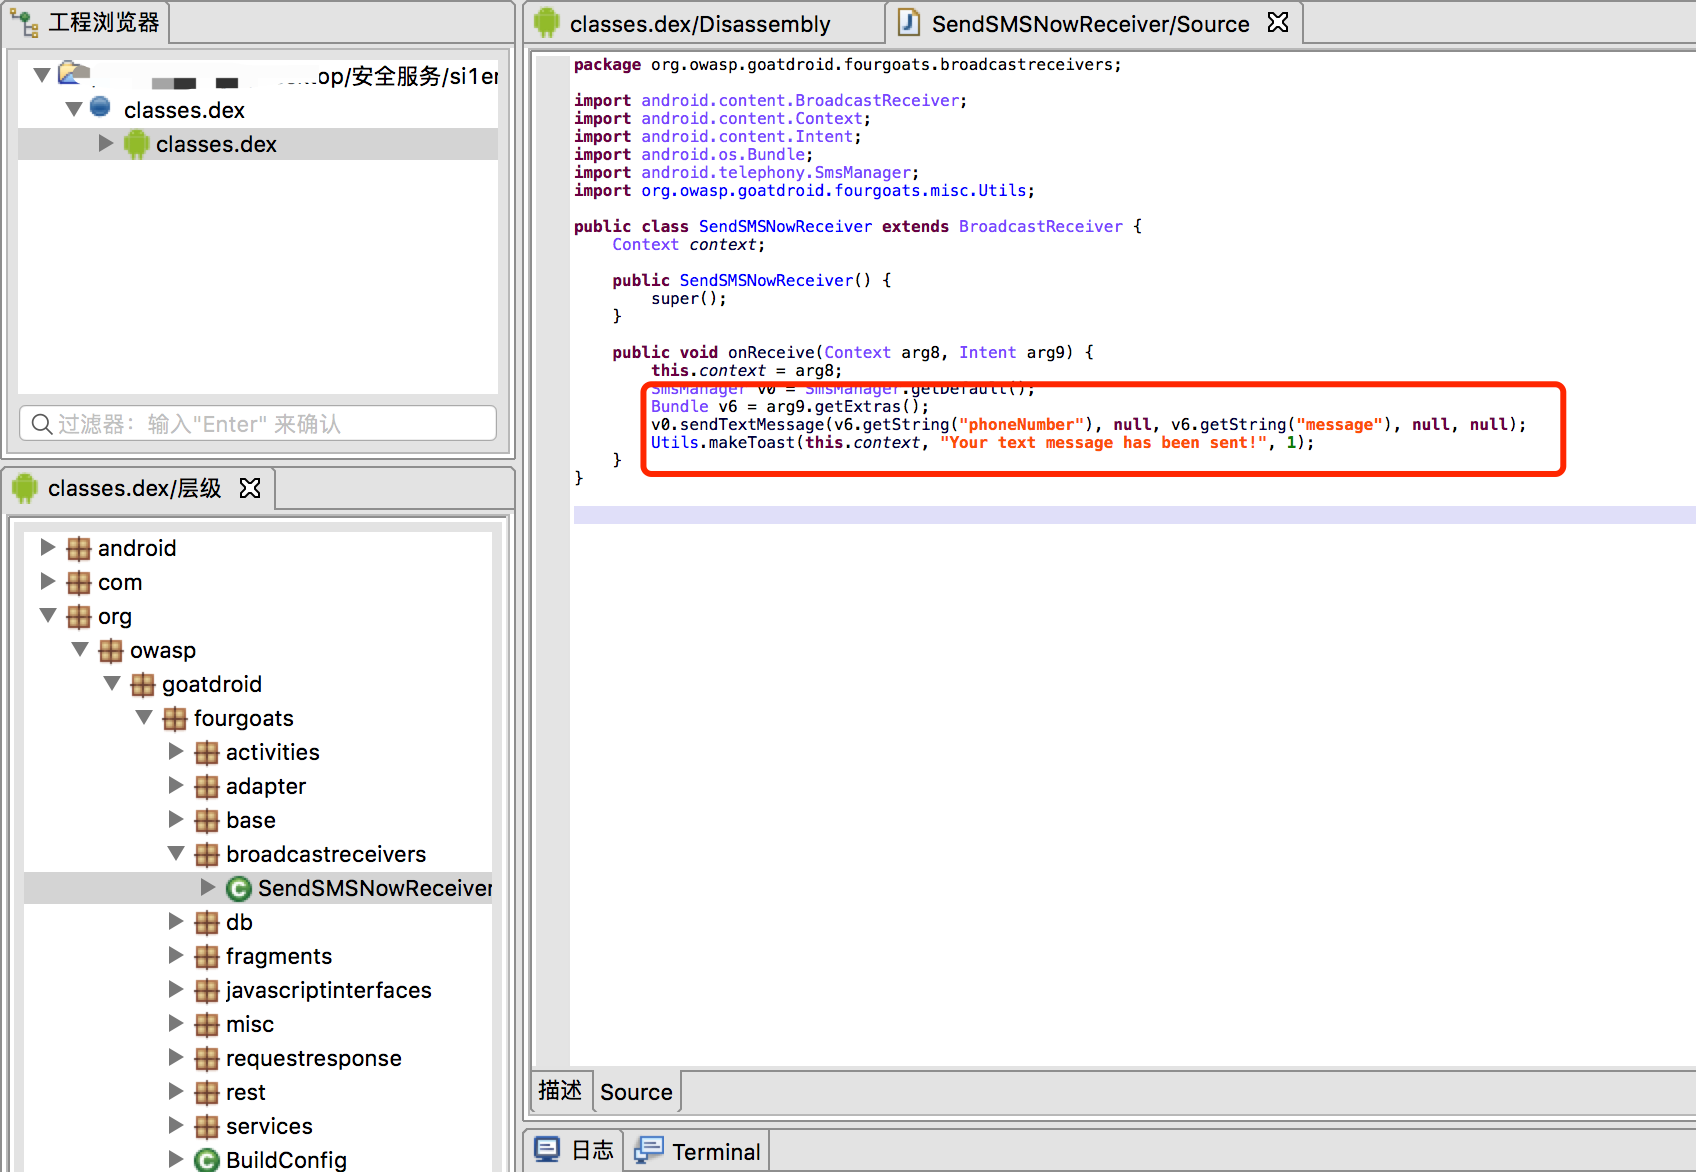 工程浏览器
top/安全服务/si1er
classes.dex
classes.dex
过滤器：输入"Enter" 来确认
classes.dex/层级
android
com
org
owasp
goatdroid
fourgoats
activities
adapter
base
broadcastreceivers
SendSMSNowReceiver
db
fragments
javascriptinterfaces
misc
requestresponse
rest
services
BuildConfig
classes.dex/Disassembly
SendSMSNowReceiver/Source
package org.owasp.goatdroid.fourgoats.broadcastreceivers;
import android.content.BroadcastReceiver;
import android.content.Context;
import android.content.Intent;
import android.os.Bundle;
import android.telephony.SmsManager;
import org.owasp.goatdroid.fourgoats.misc.Utils;
public class SendSMSNowReceiver extends BroadcastReceiver {
Context context;
public SendSMSNowReceiver() {
super();
}
public void onReceive(Context arg8, Intent arg9) {
this.context = arg8;
SmsManager v0 = SmsManager.getDefault();
Bundle v6 = arg9.getExtras();
v0.sendTextMessage(v6.getString("phoneNumber"), null, v6.getString("message"), null, null);
Utils.makeToast(this.context, "Your text message has been sent!", 1);
}
}
描述
Source
日志
Terminal